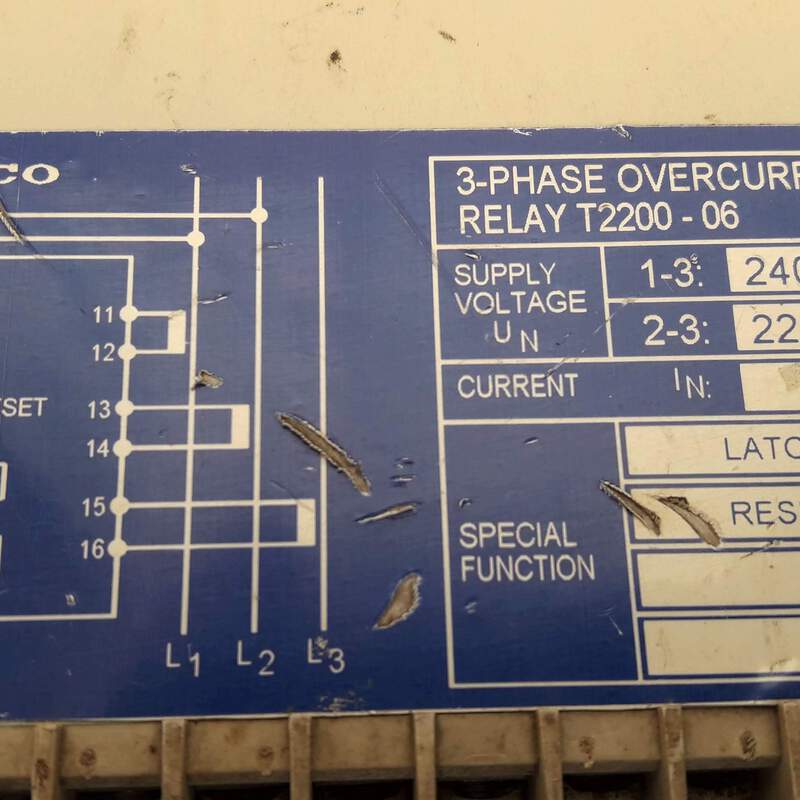 CO
11
12
13
14
15
16
SET
L1
L2
L3
3-PHASE OVERCURR
RELAY T2200 - 06
SUPPLY
VOLTAGE
UN
1-3: 240
2-3: 22
CURRENT IN:
LATC
RES
SPECIAL
FUNCTION